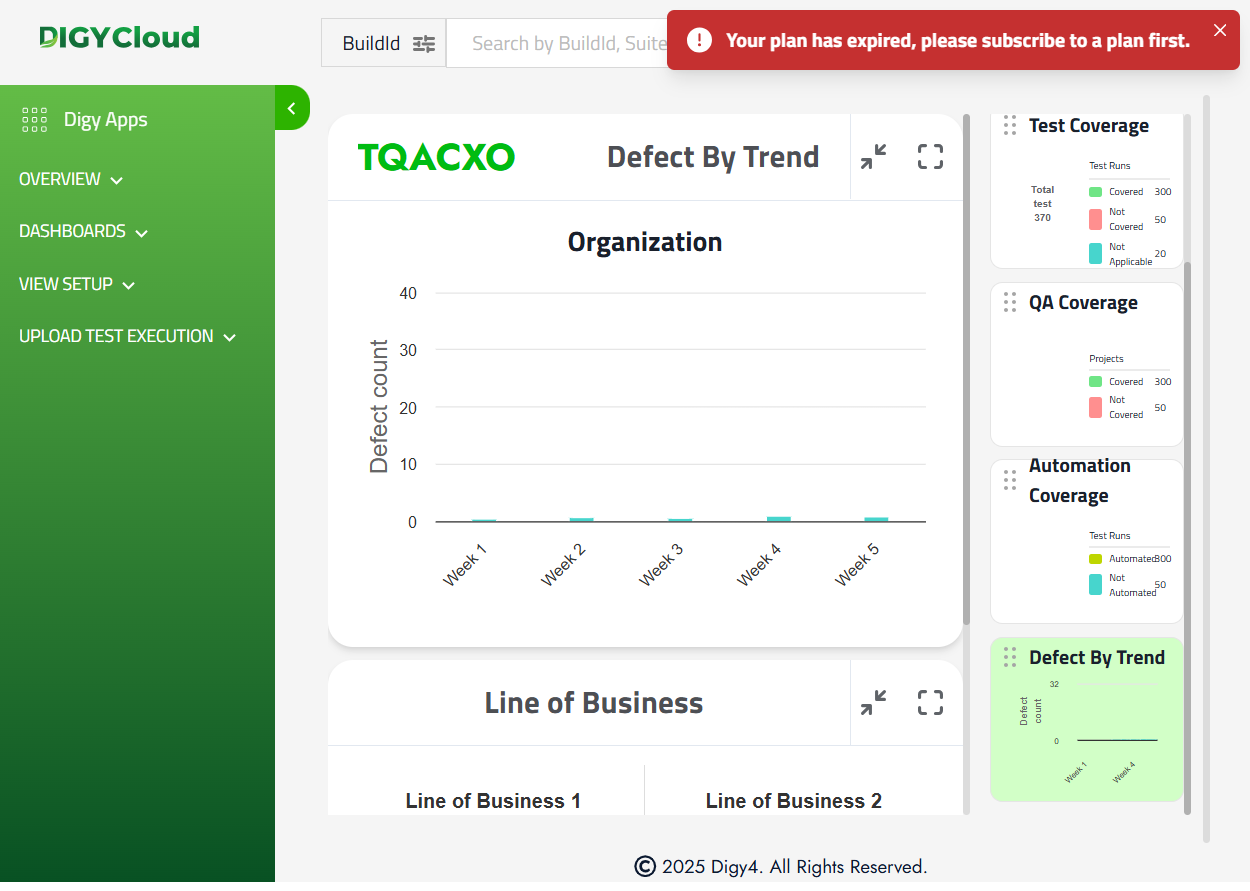 DIGYCloud
BuildId
Search by BuildId, Suite
Your plan has expired, please subscribe to a plan first.
Digy Apps
OVERVIEW
DASHBOARDS
VIEW SETUP
UPLOAD TEST EXECUTION
TQACXO
Defect By Trend
Organization
Defect count
40
30
20
10
0
Week 1
Week 2
Week 3
Week 4
Week 5
Line of Business
Line of Business 1
Line of Business 2
Test Coverage
Total
test
370
Test Runs
Covered 300
Not
Covered
50
Not
Applicable
20
QA Coverage
Projects
Covered 300
Not
Covered
50
Automation
Coverage
Test Runs
Automated 300
Not
Automated
50
Defect By Trend
Defect
count
32
0
Week 1
Week 4
© 2025 Digy4. All Rights Reserved.